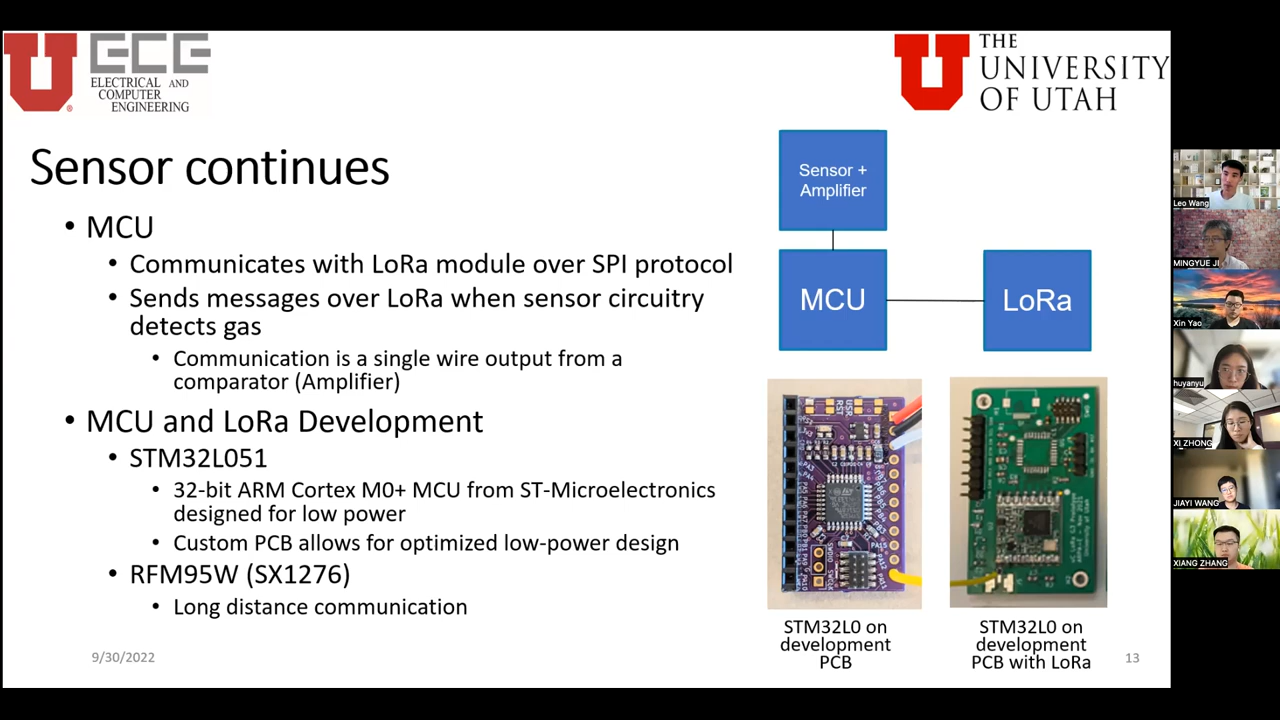 ECE
ELECTRICAL AND
COMPUTER
ENGINEERING
THE
UNIVERSITY
OF UTAH
Sensor continues
• MCU
• Communicates with LoRa module over SPI protocol
• Sends messages over LoRa when sensor circuitry
detects gas
• Communication is a single wire output from a
comparator (Amplifier)
• MCU and LoRa Development
• STM32L051
• 32-bit ARM Cortex M0+ MCU from ST-Microelectronics
designed for low power
• Custom PCB allows for optimized low-power design
• RFM95W (SX1276)
• Long distance communication
Sensor +
Amplifier
MCU
LoRa
STM32L0 on
development
PCB
STM32L0 on
development
PCB with LoRa
9/30/2022
13
Leo Wang
MINGYUE JI
Xin Yao
huyanyu
XI ZHONG
JIAYI WANG
XIANG ZHANG